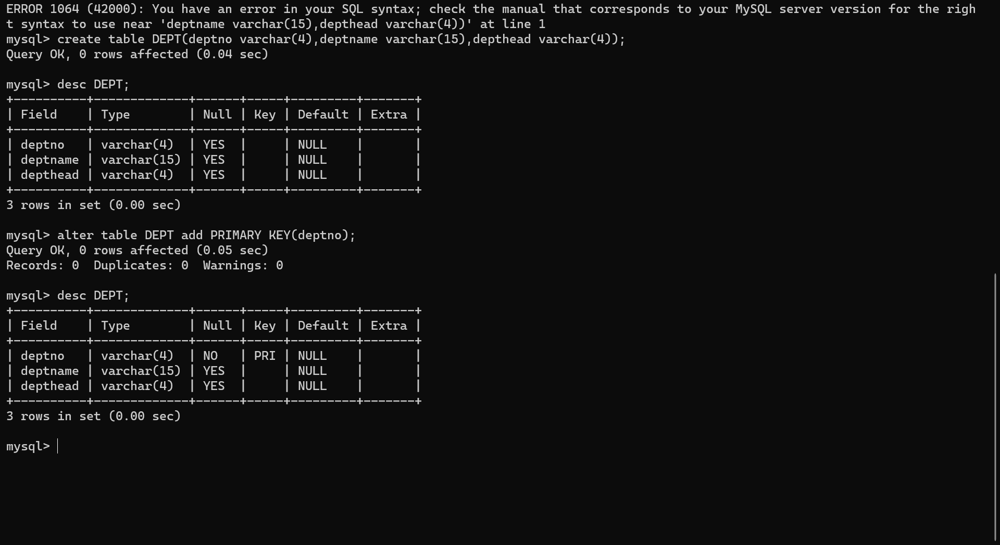 ERROR 1064 (42000): You have an error in your SQL syntax; check the manual that corresponds to your MySQL server version for the righ
t syntax to use near 'deptname varchar(15),depthead varchar(4))' at line 1
mysql> create table DEPT(deptno varchar(4),deptname varchar(15),depthead varchar(4));
Query OK, 0 rows affected (0.04 sec)

mysql> desc DEPT;
+----------+-------------+------+-----+---------+-------+
| Field    | Type        | Null | Key | Default | Extra |
+----------+-------------+------+-----+---------+-------+
| deptno   | varchar(4)  | YES  |     | NULL    |       |
| deptname | varchar(15) | YES  |     | NULL    |       |
| depthead | varchar(4)  | YES  |     | NULL    |       |
+----------+-------------+------+-----+---------+-------+
3 rows in set (0.00 sec)

mysql> alter table DEPT add PRIMARY KEY(deptno);
Query OK, 0 rows affected (0.05 sec)
Records: 0  Duplicates: 0  Warnings: 0

mysql> desc DEPT;
+----------+-------------+------+-----+---------+-------+
| Field    | Type        | Null | Key | Default | Extra |
+----------+-------------+------+-----+---------+-------+
| deptno   | varchar(4)  | NO   | PRI | NULL    |       |
| deptname | varchar(15) | YES  |     | NULL    |       |
| depthead | varchar(4)  | YES  |     | NULL    |       |
+----------+-------------+------+-----+---------+-------+
3 rows in set (0.00 sec)

mysql>